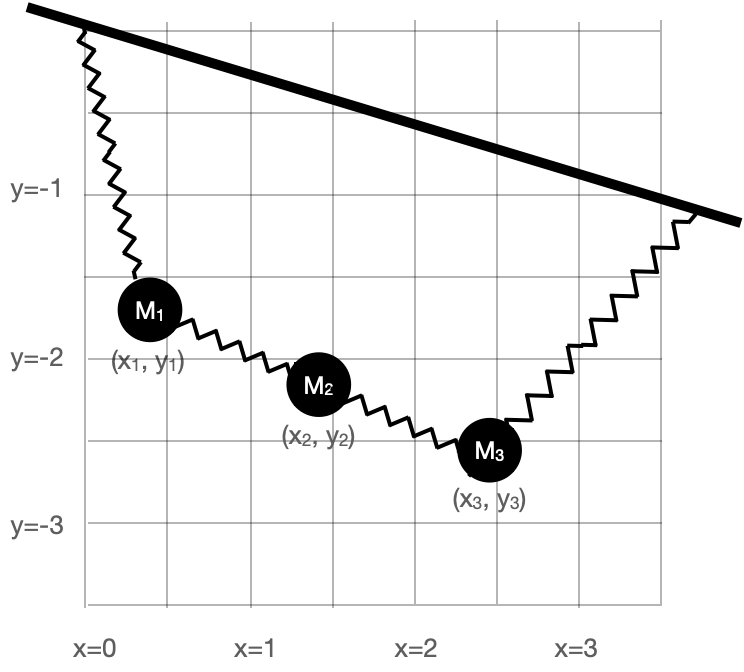 y=-1
M₁
(x₁, y₁)
y=-2
M₂
(x₂, y₂)
M₃
(x₃, y₃)
y=-3
x=0
x=1
x=2
x=3